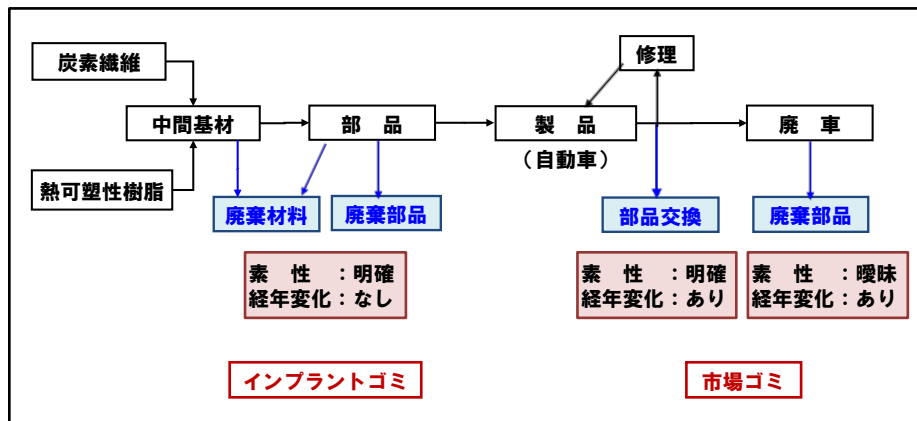 炭素繊維
修理
中間基材
部 品
製 品
廃 車
（自動車）
熱可塑性樹脂
廃棄材料
廃棄部品
部品交換
廃棄部品
素 性 ：明確
経年変化：なし
素 性 ：明確
経年変化：あり
素 性 ：曖昧
経年変化：あり
インプラントゴミ
市場ゴミ